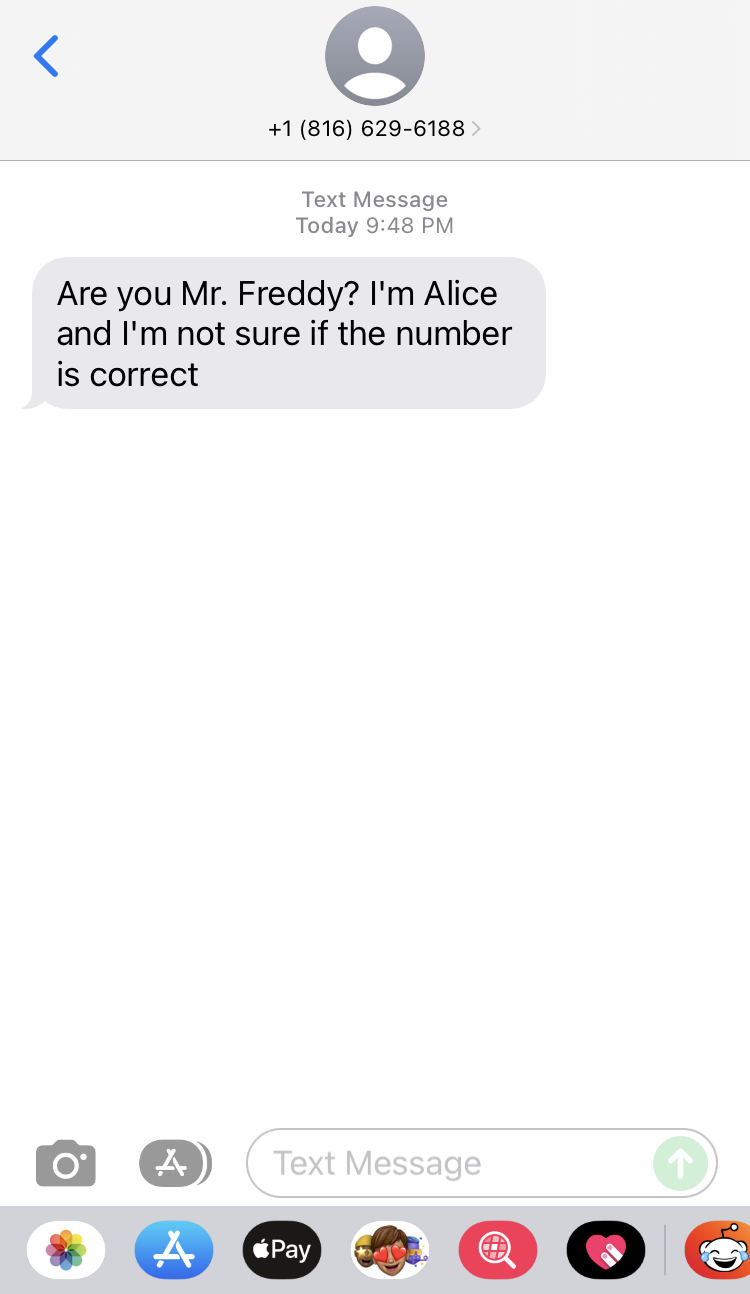 +1 (816) 629-6188
Text Message
Today 9:48 PM
Are you Mr. Freddy? I'm Alice
and I'm not sure if the number
is correct
Text Message
Pay